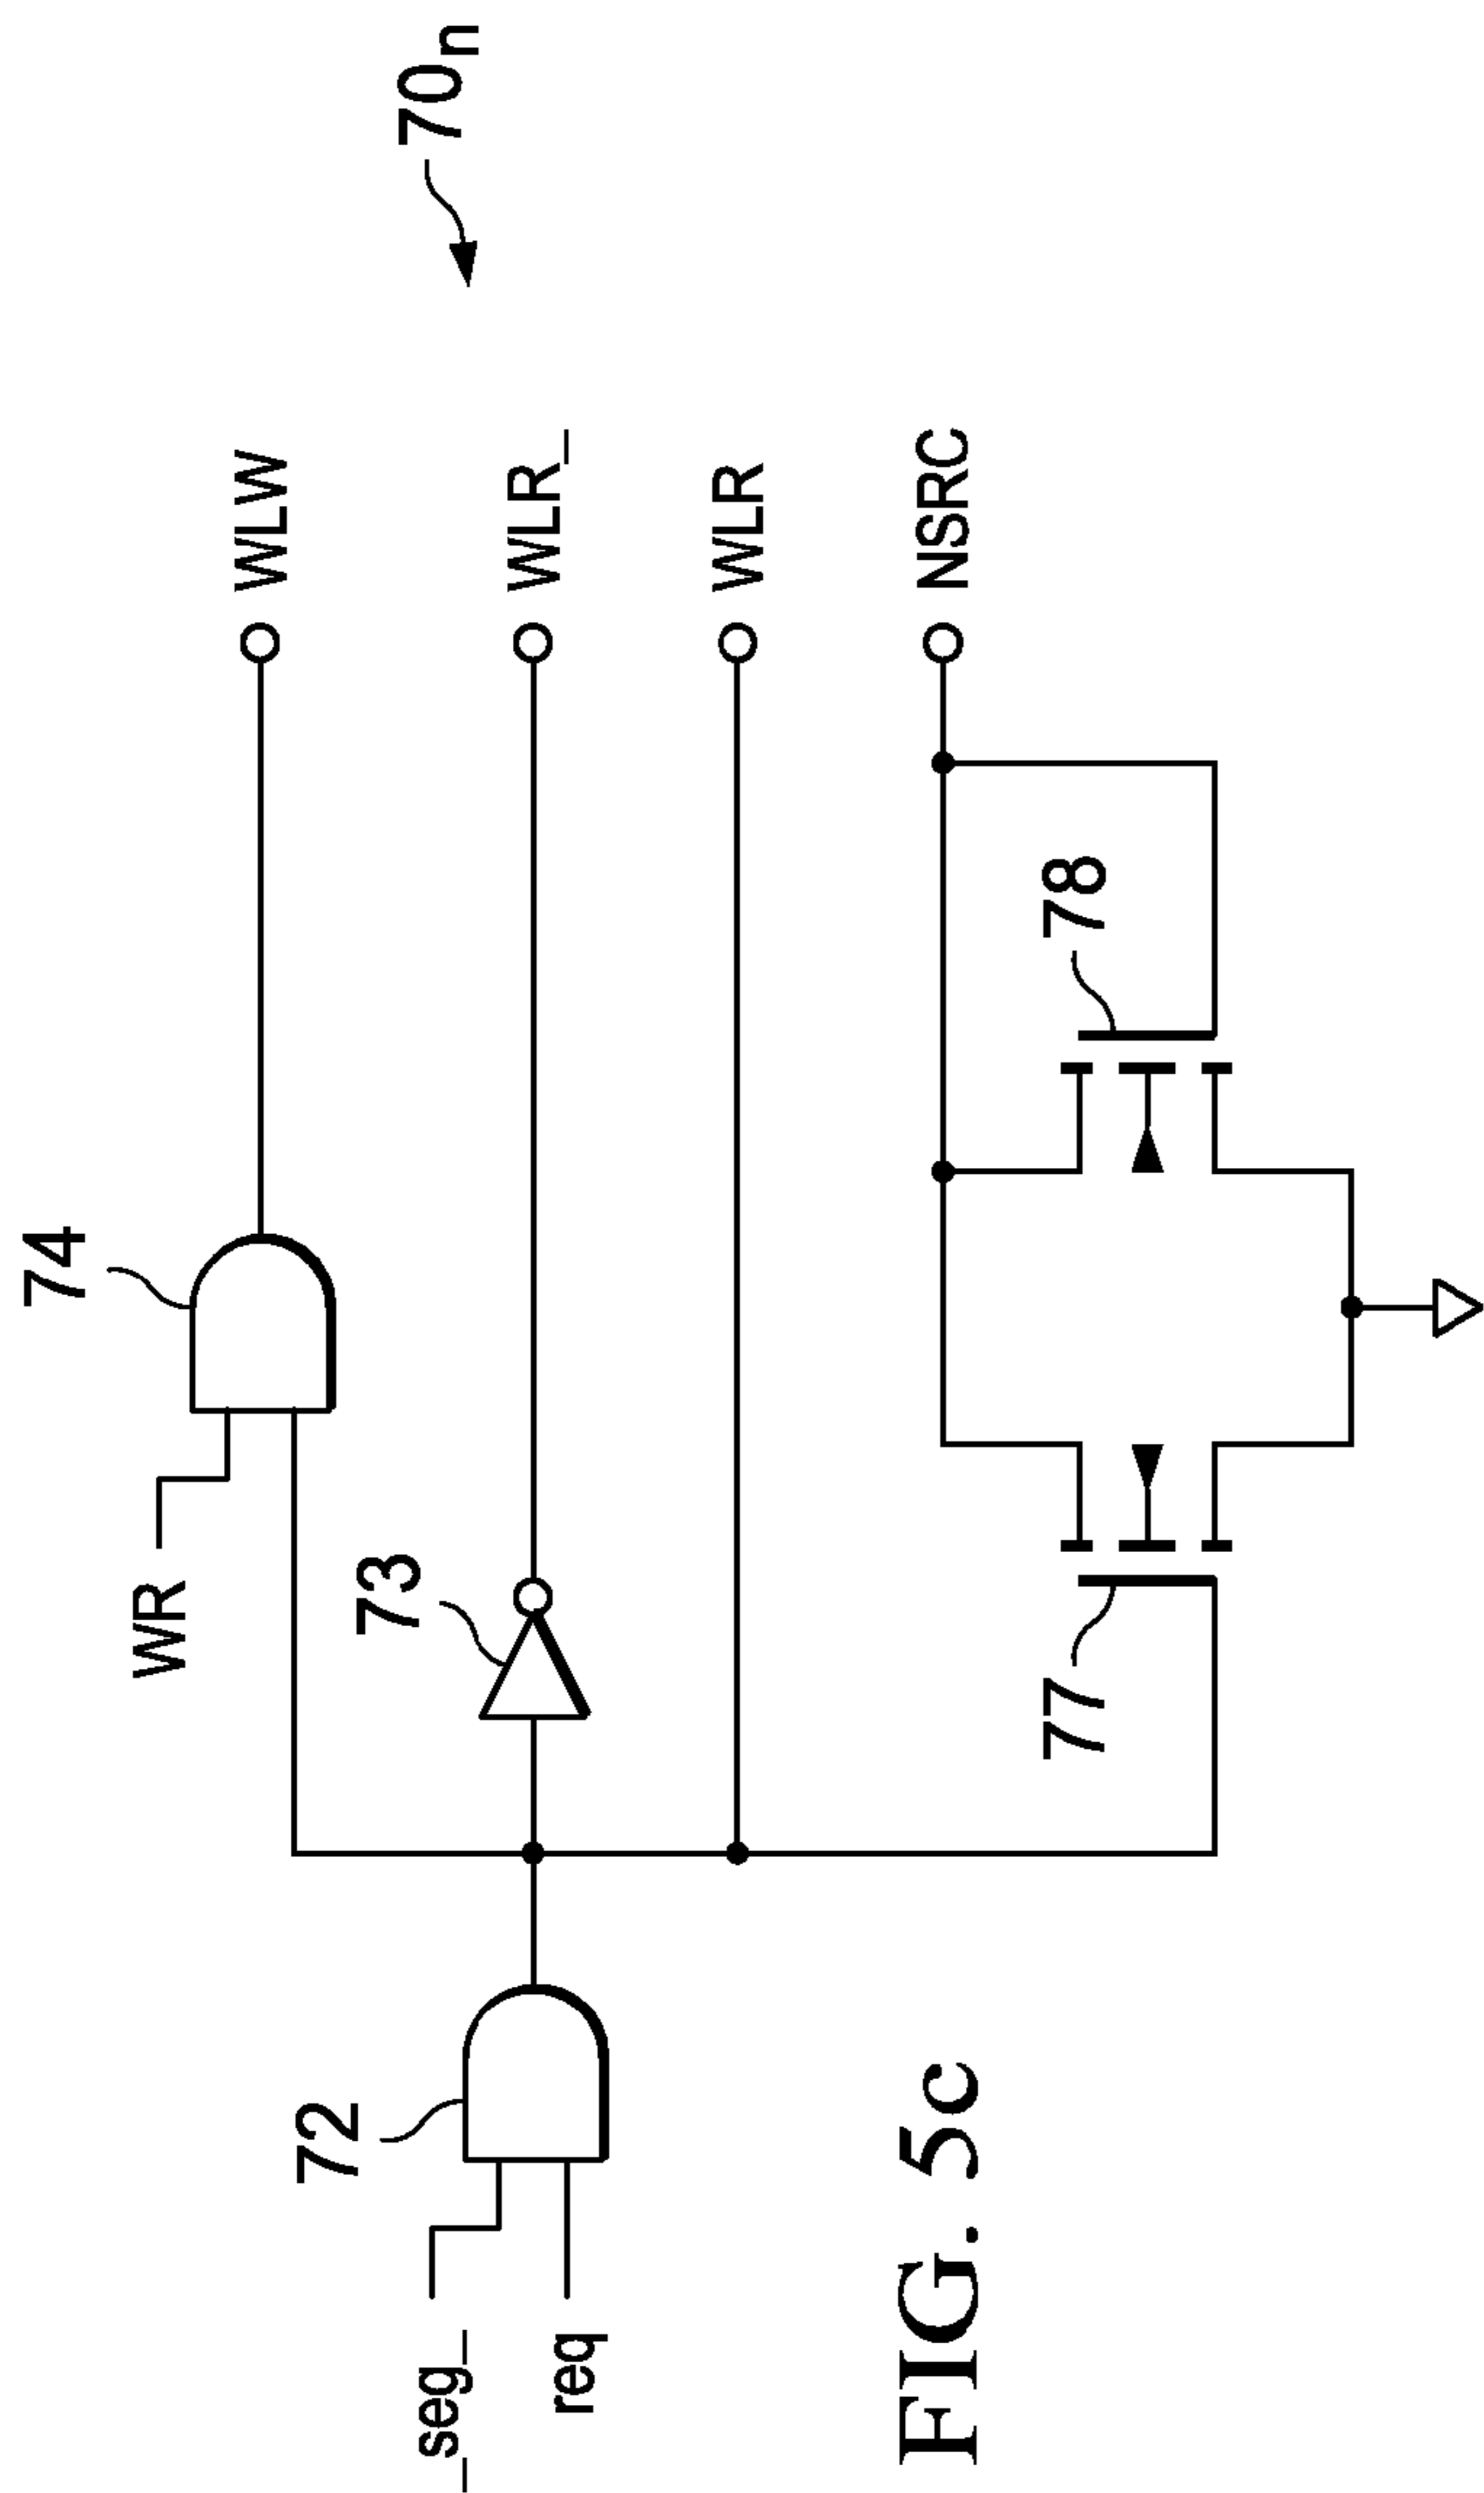 74
WR
WLW
70n
72
73
_seg_
req
WLR_
WLR
NSRC
77
78
FIG. 5c